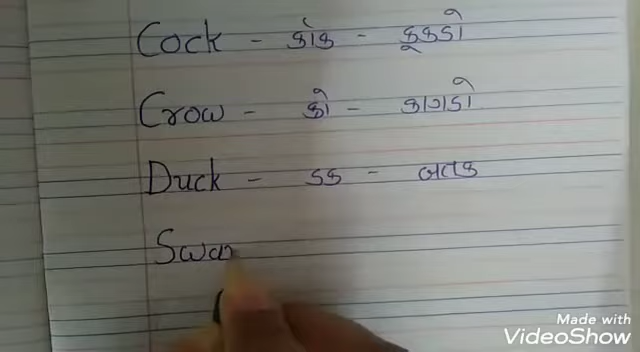 Cock - કોક - કૂકડો
Crow - ક્રો - કાગડો
Duck - ડક - બતક
Swa
Made with
VideoShow